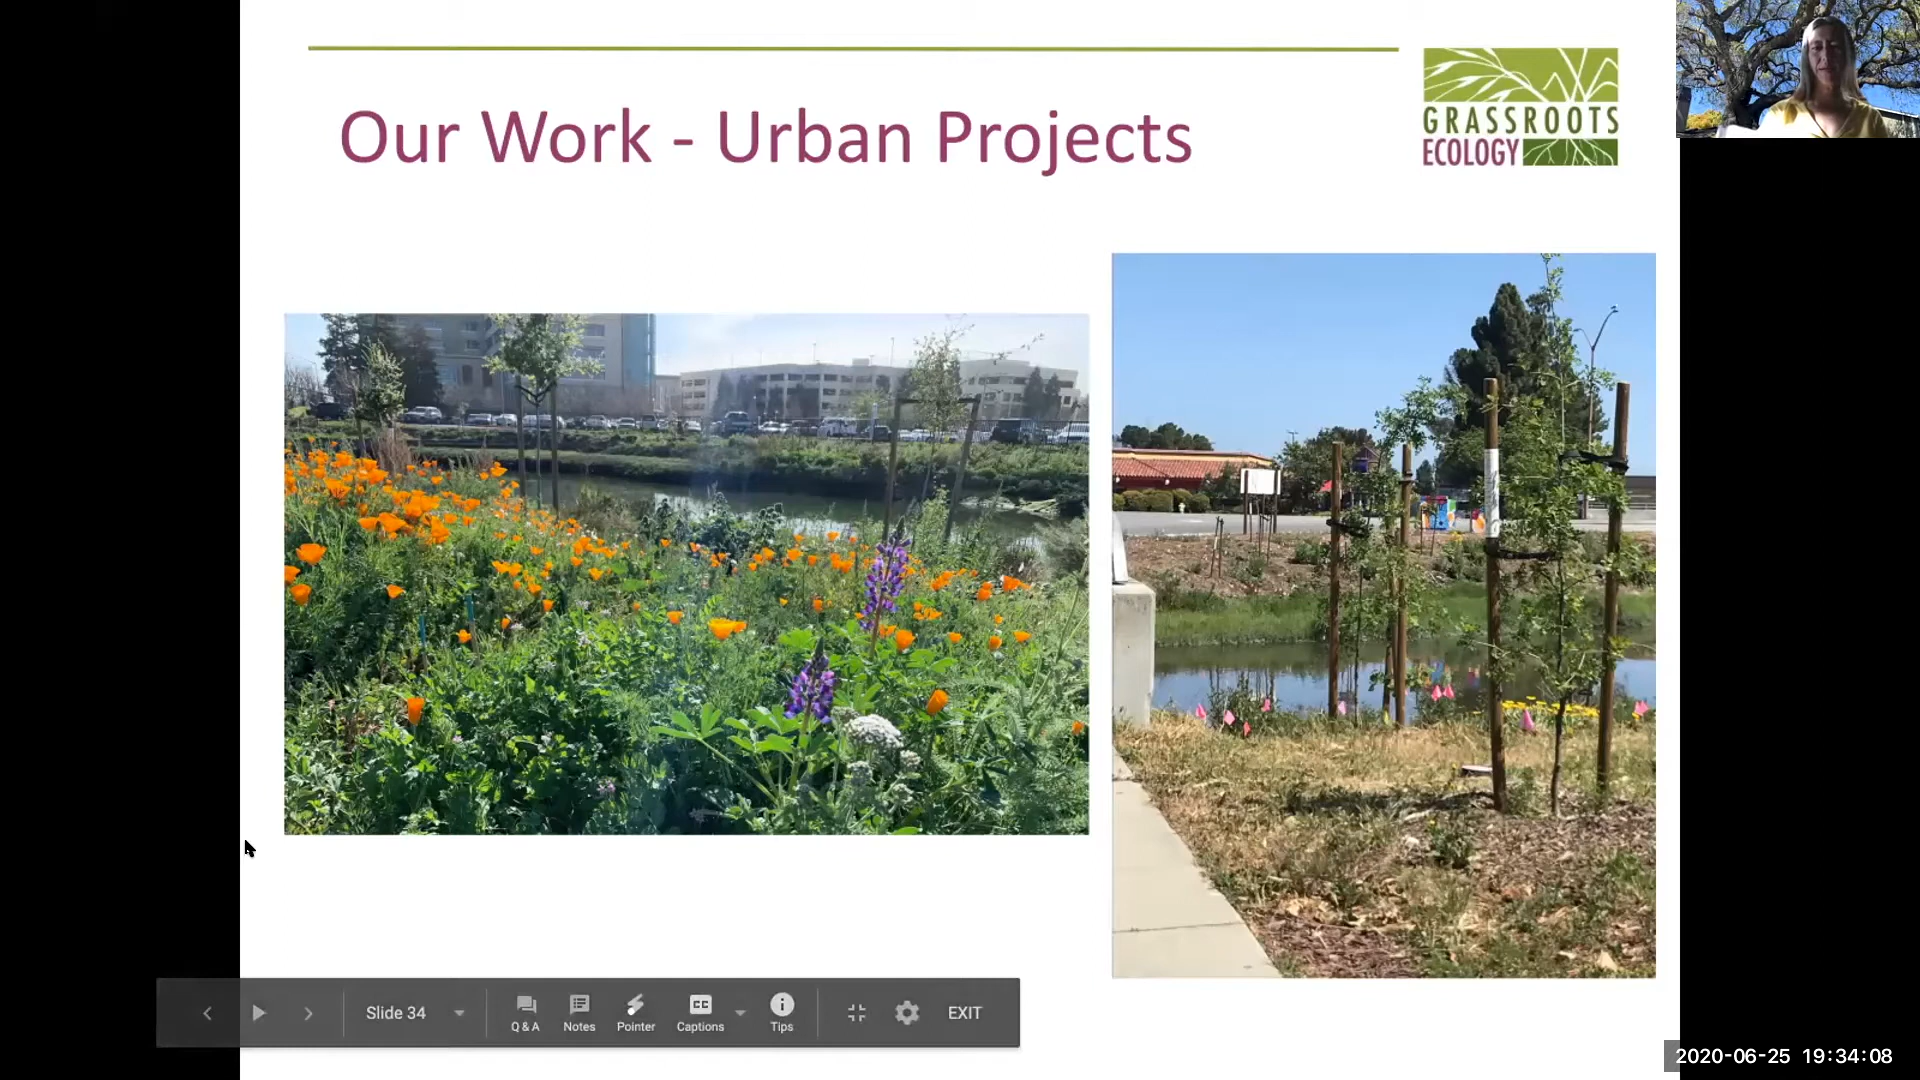 Our Work - Urban Projects
GRASSROOTS
ECOLOGY
Slide 34
Q & A
Notes
Pointer
Captions
Tips
EXIT
2020-06-25 19:34:08